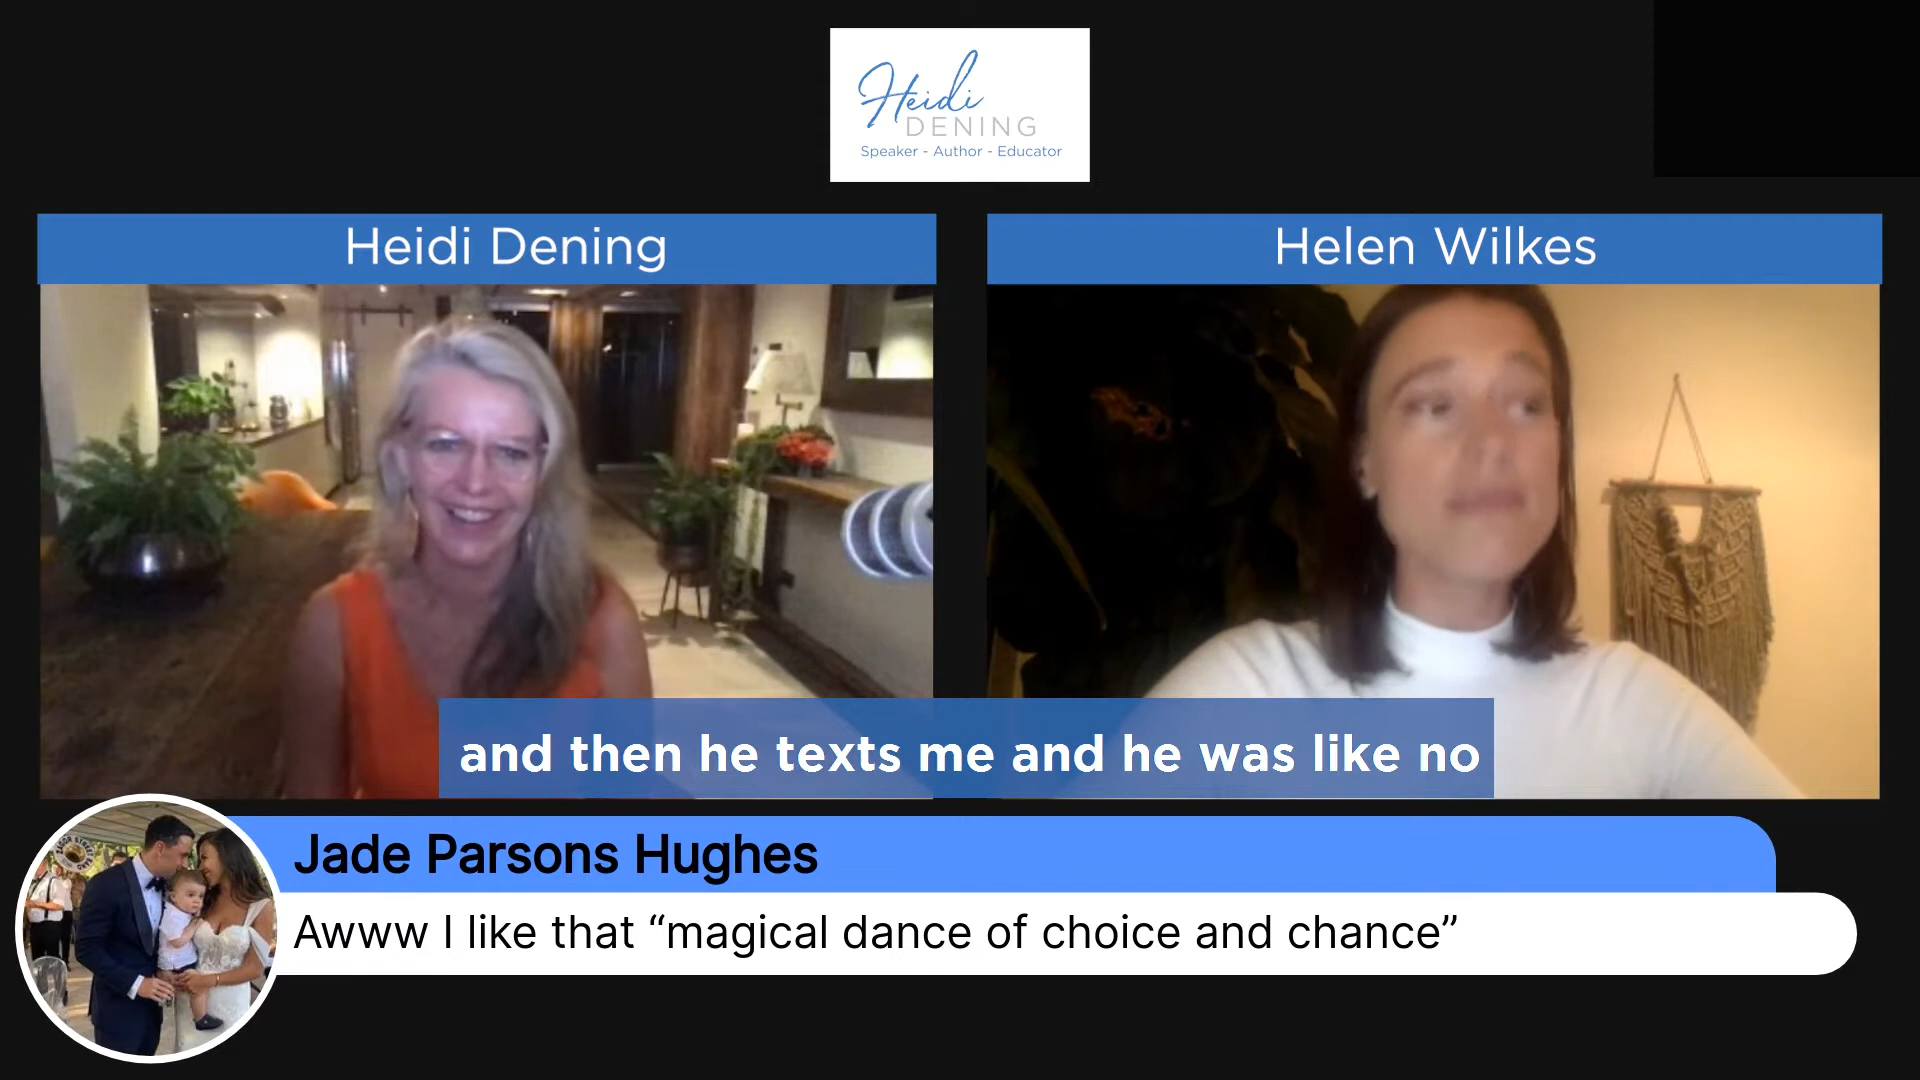 Heidi
DENING
Speaker - Author - Educator
Heidi Dening
Helen Wilkes
and then he texts me and he was like no
Jade Parsons Hughes
Awww I like that “magical dance of choice and chance”